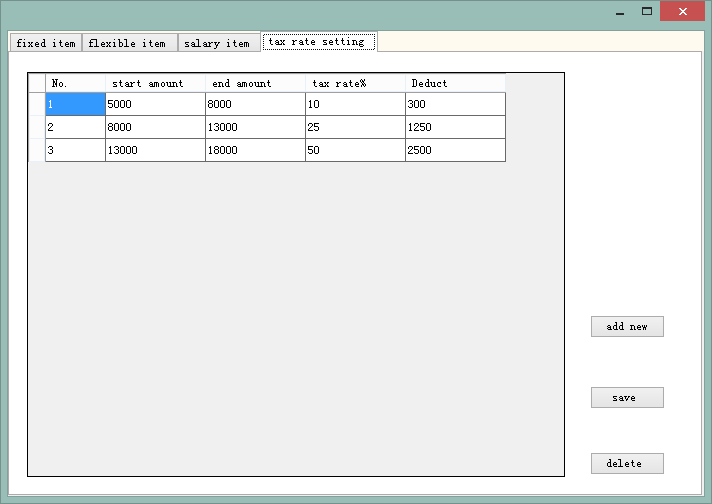 fixed item flexible item salary item tax rate setting
No. start amount end amount tax rate% Deduct
1 5000 8000 10 300
2 8000 13000 25 1250
3 13000 18000 50 2500
add new
save
delete